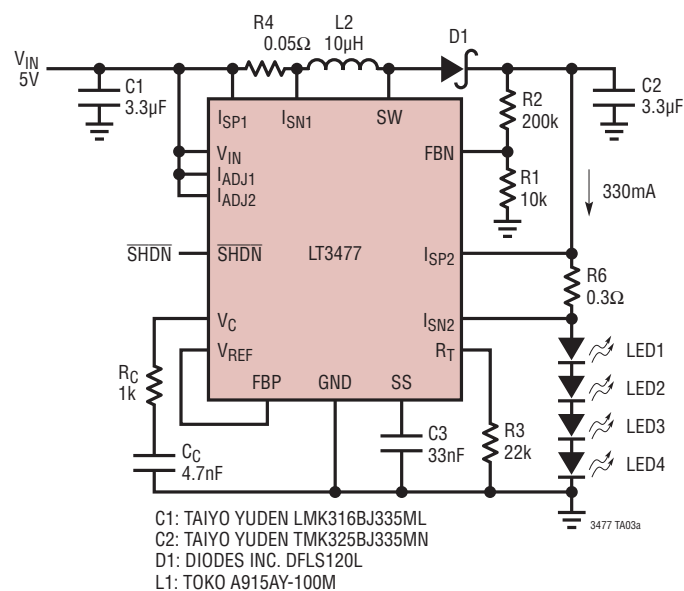 R4
0.05Ω
L2
10µH
D1
VIN
5V
C1
3.3µF
ISP1
ISN1
SW
R2
200k
C2
3.3µF
VIN
IADJ1
IADJ2
FBN
R1
10k
330mA
SHDN
SHDN
LT3477
ISP2
R6
0.3Ω
VC
ISN2
VREF
RT
LED1
RC
1k
FBP
GND
SS
LED2
C3
33nF
R3
22k
LED3
CC
4.7nF
LED4
3477 TA03a
C1: TAIYO YUDEN LMK316BJ335ML
C2: TAIYO YUDEN TMK325BJ335MN
D1: DIODES INC. DFLS120L
L1: TOKO A915AY-100M